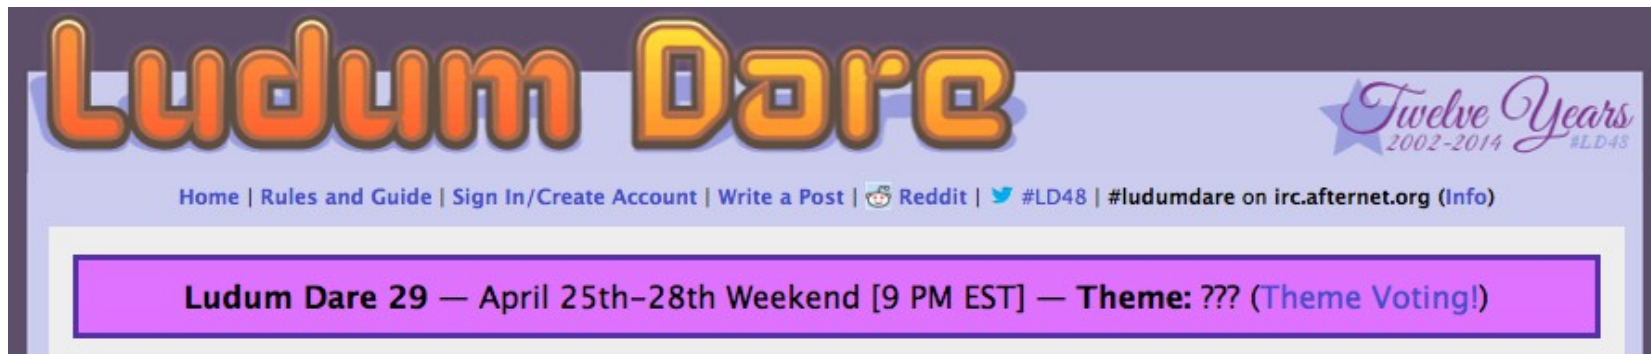 Ludum Dare
Twelve Years
2002-2014 #LD48
Home | Rules and Guide | Sign In/Create Account | Write a Post | Reddit | #LD48 | #ludumdare on irc.afternet.org (Info)
Ludum Dare 29 — April 25th–28th Weekend [9 PM EST] — Theme: ??? (Theme Voting!)